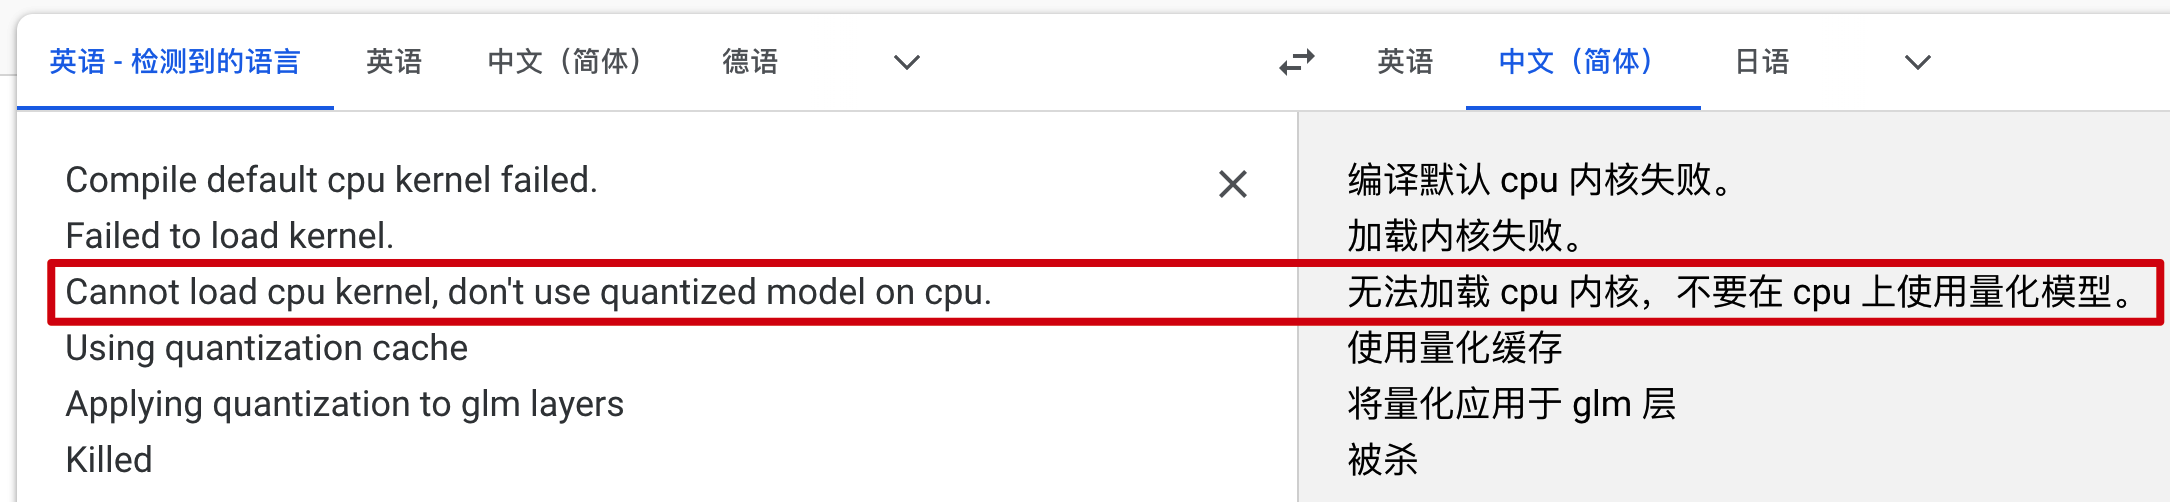 英语 - 检测到的语言 英语 中文（简体） 德语 英语 中文（简体） 日语
Compile default cpu kernel failed.
Failed to load kernel.
Cannot load cpu kernel, don't use quantized model on cpu.
Using quantization cache
Applying quantization to glm layers
Killed
编译默认 cpu 内核失败。
加载内核失败。
无法加载 cpu 内核，不要在 cpu 上使用量化模型。
使用量化缓存
将量化应用于 glm 层
被杀